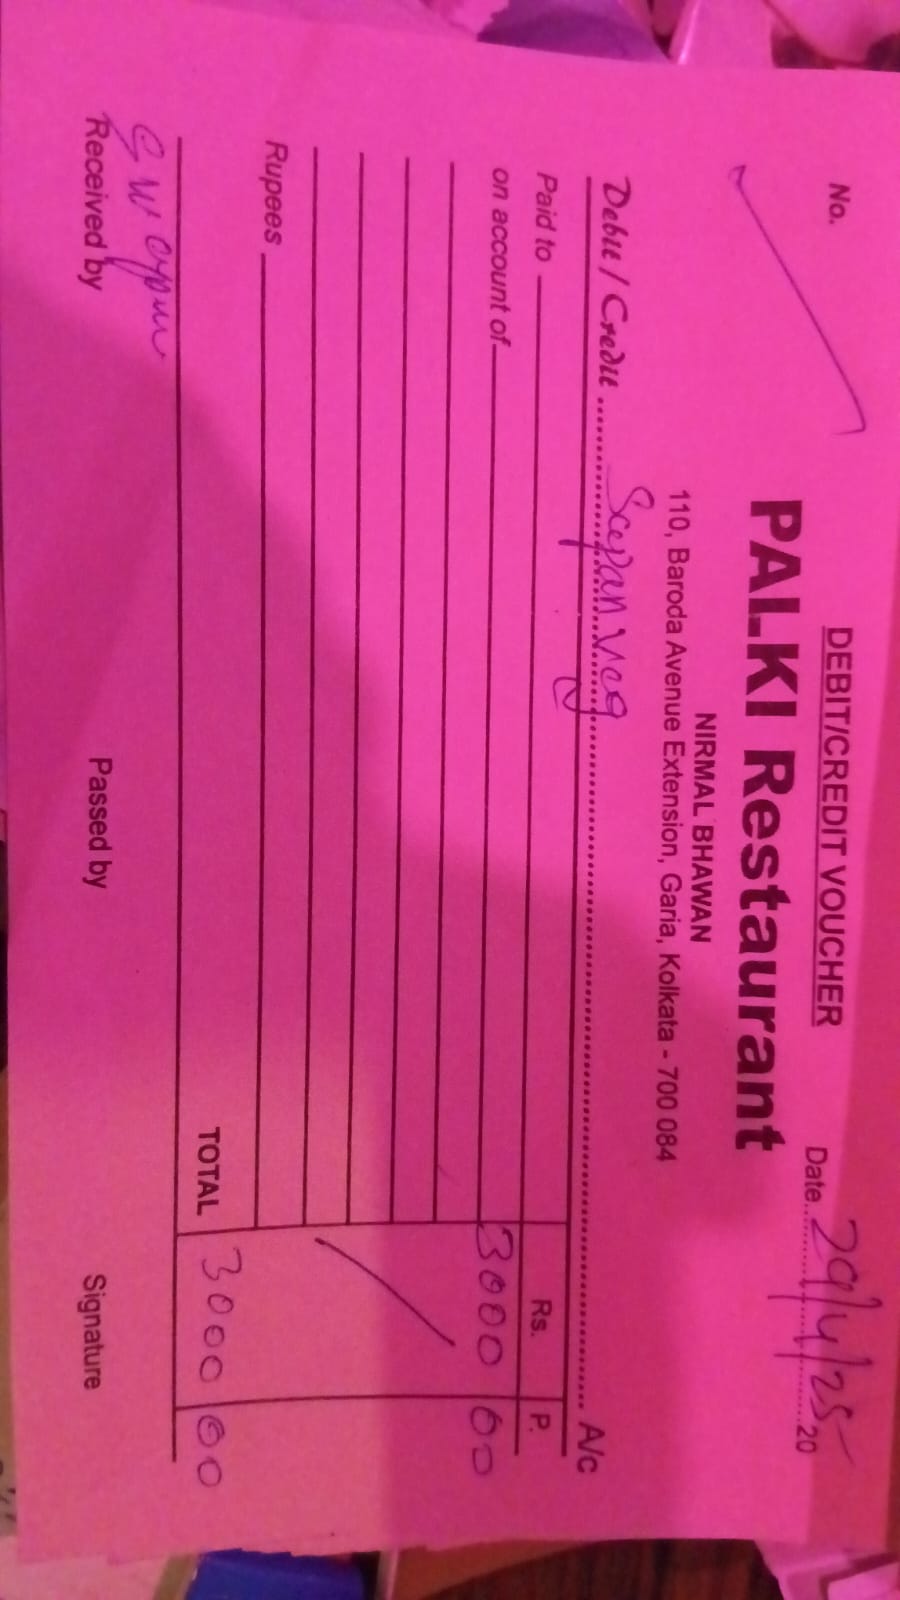 DEBIT/CREDIT VOUCHER
No. Date 29/4/25 20
PALKI Restaurant
NIRMAL BHAWAN
110, Baroda Avenue Extension, Garia, Kolkata - 700 084
Debit / Credit Veg A/c
Paid to Rs. P.
on account of 3000 00
Rupees
TOTAL 3000 00
Received by Passed by Signature